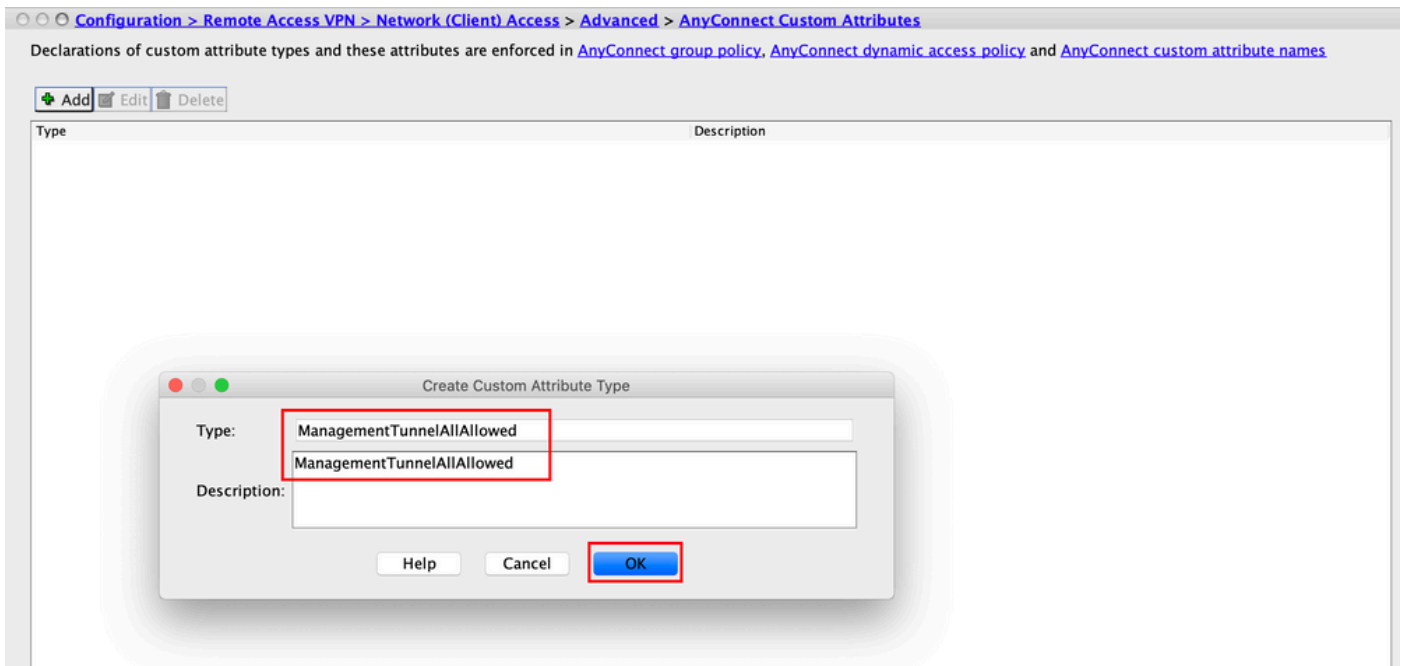 Configuration > Remote Access VPN > Network (Client) Access > Advanced > AnyConnect Custom Attributes
Declarations of custom attribute types and these attributes are enforced in AnyConnect group policy, AnyConnect dynamic access policy and AnyConnect custom attribute names
Add Edit Delete
Type Description
Create Custom Attribute Type
Type: ManagementTunnelAllAllowed
ManagementTunnelAllAllowed
Description:
Help Cancel OK